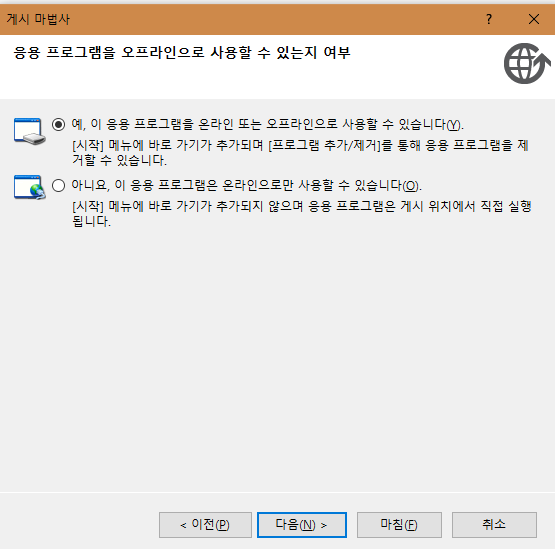 게시 마법사
?
응용 프로그램을 오프라인으로 사용할 수 있는지 여부
예, 이 응용 프로그램을 온라인 또는 오프라인으로 사용할 수 있습니다(Y).
[시작] 메뉴에 바로 가기가 추가되며 [프로그램 추가/제거]를 통해 응용 프로그램을 제
거할 수 있습니다.
아니요, 이 응용 프로그램은 온라인으로만 사용할 수 있습니다(O).
[시작] 메뉴에 바로 가기가 추가되지 않으며 응용 프로그램은 게시 위치에서 직접 실행
됩니다.
< 이전(P)
다음(N) >
마침(F)
취소